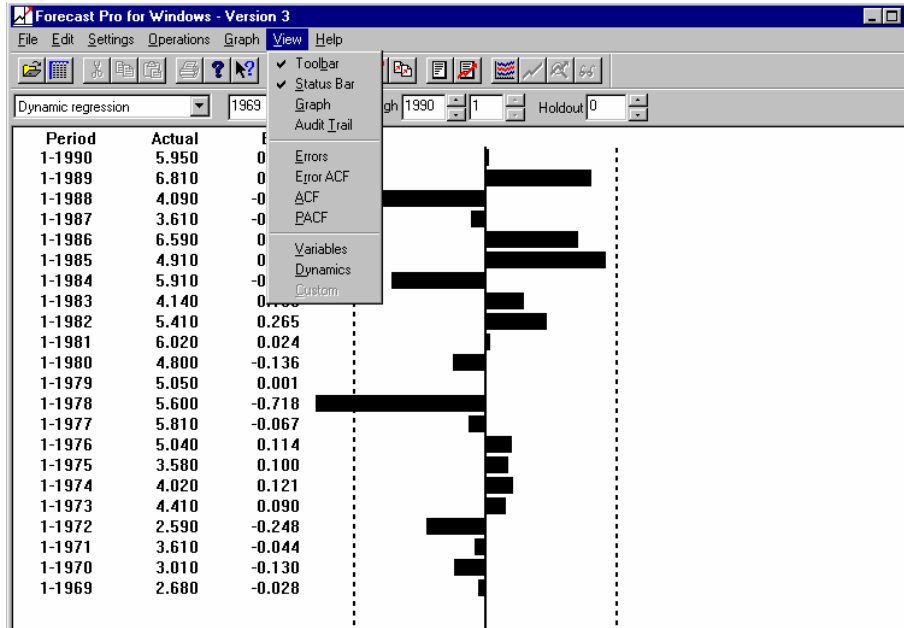 Forecast Pro for Windows - Version 3
File Edit Settings Operations Graph View Help
Toolbar
Status Bar
Graph
Audit Trail
Errors
Error ACF
ACF
PACF
Variables
Dynamics
Custom
Dynamic regression 1969 gh 1990 1 Holdout 0
Period Actual E
1-1990 5.950 0
1-1989 6.810 0
1-1988 4.090 -0
1-1987 3.610 -0
1-1986 6.590 0
1-1985 4.910 0
1-1984 5.910 -0
1-1983 4.140
1-1982 5.410 0.265
1-1981 6.020 0.024
1-1980 4.800 -0.136
1-1979 5.050 0.001
1-1978 5.600 -0.718
1-1977 5.810 -0.067
1-1976 5.040 0.114
1-1975 3.580 0.100
1-1974 4.020 0.121
1-1973 4.410 0.090
1-1972 2.590 -0.248
1-1971 3.610 -0.044
1-1970 3.010 -0.130
1-1969 2.680 -0.028